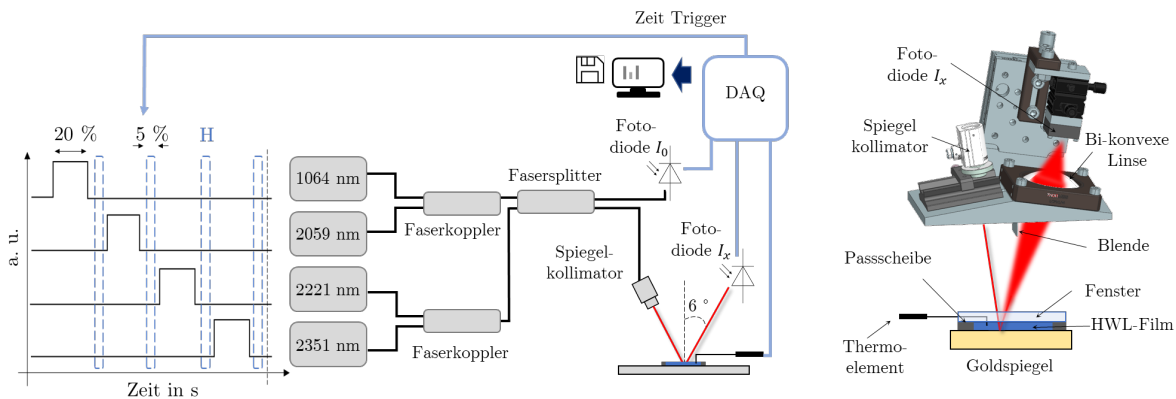 Zeit Trigger
DAQ
20 %
5 %
H
a. u.
Zeit in s
1064 nm
2059 nm
2221 nm
2351 nm
Faserkoppler
Faserkoppler
Fasersplitter
Foto-
diode I₀
Spiegel-
kollimator
Foto-
diode Iₓ
6 °
Foto-
diode Iₓ
Spiegel
kollimator
Bi-konvexe
Linse
Blende
Passscheibe
Fenster
HWL-Film
Thermo-
element
Goldspiegel